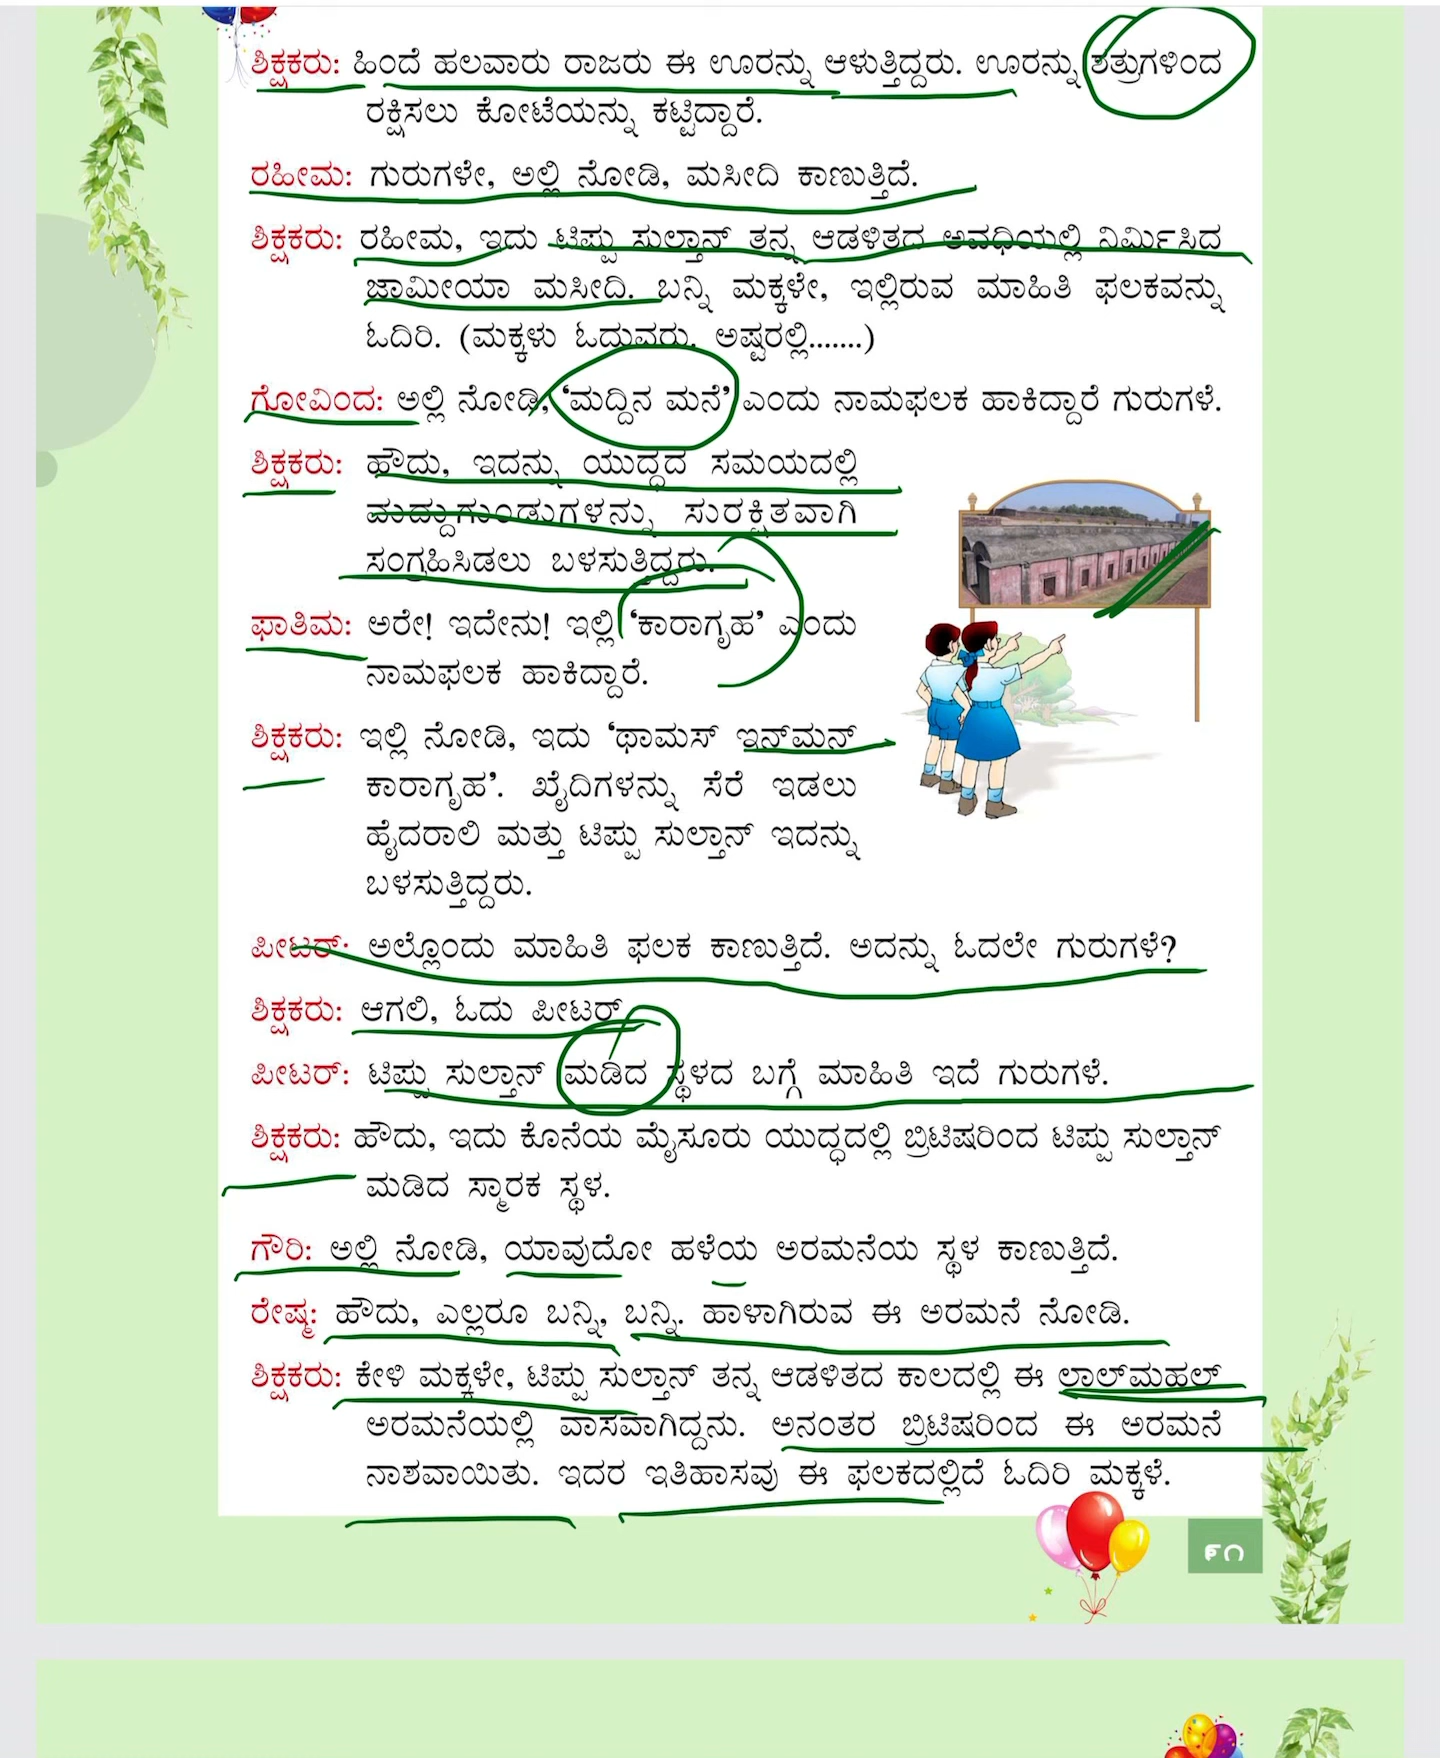 ಶಿಕ್ಷಕರು: ಹಿಂದೆ ಹಲವಾರು ರಾಜರು ಈ ಊರನ್ನು ಆಳುತ್ತಿದ್ದರು. ಊರನ್ನು ಶತ್ರುಗಳಿಂದ
ರಕ್ಷಿಸಲು ಕೋಟೆಯನ್ನು ಕಟ್ಟಿದ್ದಾರೆ.
ರಹೀಮ: ಗುರುಗಳೇ, ಅಲ್ಲಿ ನೋಡಿ, ಮಸೀದಿ ಕಾಣುತ್ತಿದೆ.
ಶಿಕ್ಷಕರು: ರಹೀಮ, ಇದು ಟಿಪ್ಪು ಸುಲ್ತಾನ್ ತನ್ನ ಆಡಳಿತದ ಅವಧಿಯಲ್ಲಿ ನಿರ್ಮಿಸಿದ
ಜಾಮೀಯಾ ಮಸೀದಿ. ಬನ್ನಿ ಮಕ್ಕಳೇ, ಇಲ್ಲಿರುವ ಮಾಹಿತಿ ಫಲಕವನ್ನು
ಓದಿರಿ. (ಮಕ್ಕಳು ಓದುವರು. ಅಷ್ಟರಲ್ಲಿ.......)
ಗೋವಿಂದ: ಅಲ್ಲಿ ನೋಡಿ, ‘ಮದ್ದಿನ ಮನೆ’ ಎಂದು ನಾಮಫಲಕ ಹಾಕಿದ್ದಾರೆ ಗುರುಗಳೆ.
ಶಿಕ್ಷಕರು: ಹೌದು, ಇದನ್ನು ಯುದ್ಧದ ಸಮಯದಲ್ಲಿ
ಮದ್ದುಗುಂಡುಗಳನ್ನು ಸುರಕ್ಷಿತವಾಗಿ
ಸಂಗ್ರಹಿಸಿಡಲು ಬಳಸುತ್ತಿದ್ದರು.
ಫಾತಿಮ: ಅರೇ! ಇದೇನು! ಇಲ್ಲಿ ‘ಕಾರಾಗೃಹ’ ಎಂದು
ನಾಮಫಲಕ ಹಾಕಿದ್ದಾರೆ.
ಶಿಕ್ಷಕರು: ಇಲ್ಲಿ ನೋಡಿ, ಇದು ‘ಥಾಮಸ್ ಇನ್‌ಮನ್
ಕಾರಾಗೃಹ’. ಖೈದಿಗಳನ್ನು ಸೆರೆ ಇಡಲು
ಹೈದರಾಲಿ ಮತ್ತು ಟಿಪ್ಪು ಸುಲ್ತಾನ್ ಇದನ್ನು
ಬಳಸುತ್ತಿದ್ದರು.
ಪೀಟರ್: ಅಲ್ಲೊಂದು ಮಾಹಿತಿ ಫಲಕ ಕಾಣುತ್ತಿದೆ. ಅದನ್ನು ಓದಲೇ ಗುರುಗಳೆ?
ಶಿಕ್ಷಕರು: ಆಗಲಿ, ಓದು ಪೀಟರ್
ಪೀಟರ್: ಟಿಪ್ಪು ಸುಲ್ತಾನ್ ಮಡಿದ ಸ್ಥಳದ ಬಗ್ಗೆ ಮಾಹಿತಿ ಇದೆ ಗುರುಗಳೆ.
ಶಿಕ್ಷಕರು: ಹೌದು, ಇದು ಕೊನೆಯ ಮೈಸೂರು ಯುದ್ಧದಲ್ಲಿ ಬ್ರಿಟಿಷರಿಂದ ಟಿಪ್ಪು ಸುಲ್ತಾನ್
ಮಡಿದ ಸ್ಮಾರಕ ಸ್ಥಳ.
ಗೌರಿ: ಅಲ್ಲಿ ನೋಡಿ, ಯಾವುದೋ ಹಳೆಯ ಅರಮನೆಯ ಸ್ಥಳ ಕಾಣುತ್ತಿದೆ.
ರೇಷ್ಮ: ಹೌದು, ಎಲ್ಲರೂ ಬನ್ನಿ, ಬನ್ನಿ. ಹಾಳಾಗಿರುವ ಈ ಅರಮನೆ ನೋಡಿ.
ಶಿಕ್ಷಕರು: ಕೇಳಿ ಮಕ್ಕಳೇ, ಟಿಪ್ಪು ಸುಲ್ತಾನ್ ತನ್ನ ಆಡಳಿತದ ಕಾಲದಲ್ಲಿ ಈ ಲಾಲ್‌ಮಹಲ್
ಅರಮನೆಯಲ್ಲಿ ವಾಸವಾಗಿದ್ದನು. ಅನಂತರ ಬ್ರಿಟಿಷರಿಂದ ಈ ಅರಮನೆ
ನಾಶವಾಯಿತು. ಇದರ ಇತಿಹಾಸವು ಈ ಫಲಕದಲ್ಲಿದೆ ಓದಿರಿ ಮಕ್ಕಳೆ.
೯೧